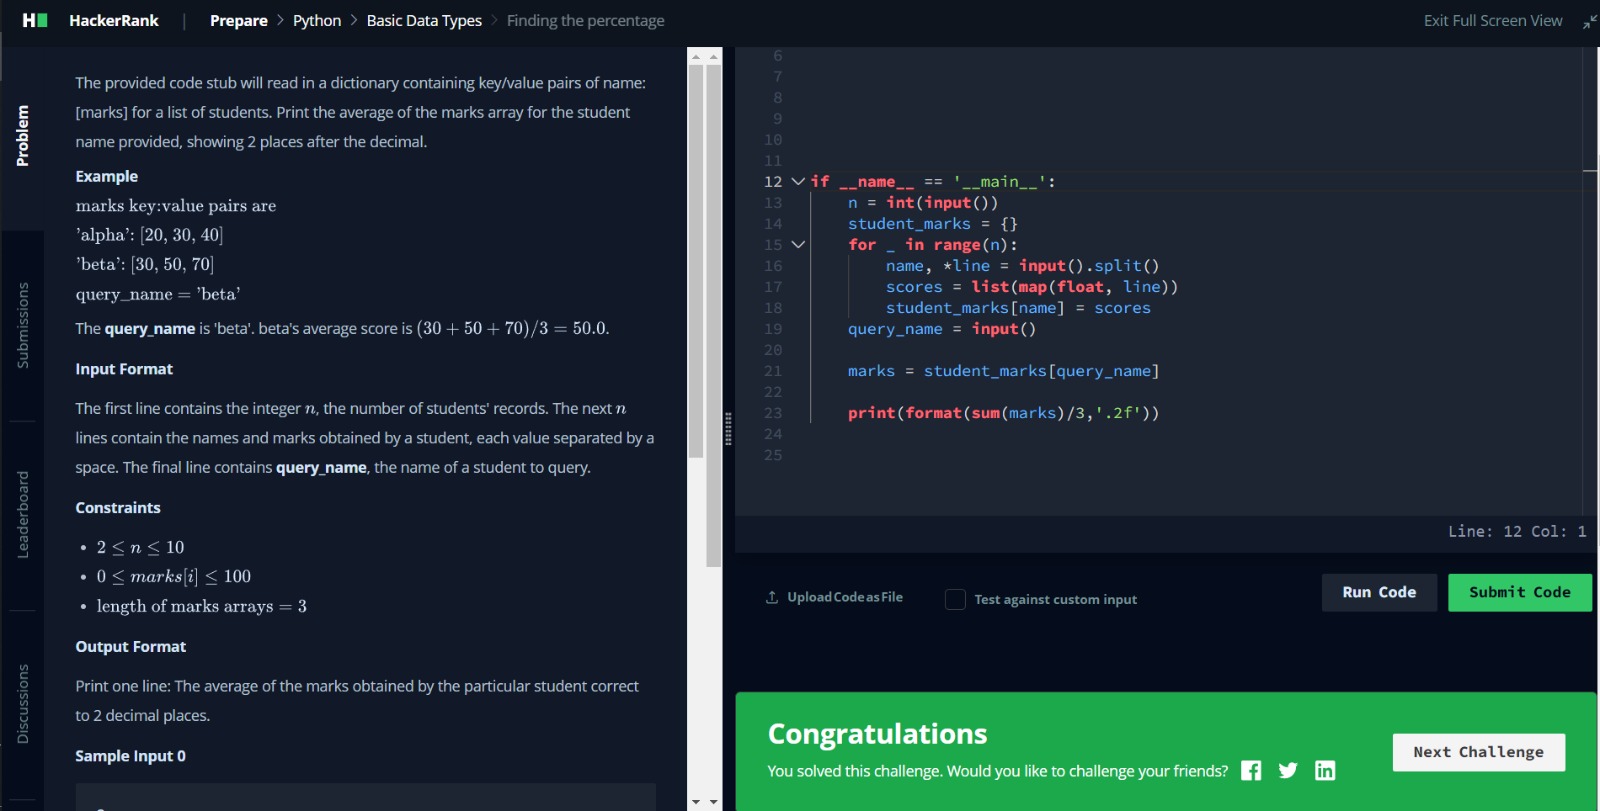 HackerRank | Prepare > Python > Basic Data Types > Finding the percentage
Exit Full Screen View
Problem
Submissions
Leaderboard
Discussions
The provided code stub will read in a dictionary containing key/value pairs of name:
[marks] for a list of students. Print the average of the marks array for the student
name provided, showing 2 places after the decimal.
Example
marks key:value pairs are
'alpha': [20, 30, 40]
'beta': [30, 50, 70]
query_name = 'beta'
The query_name is 'beta'. beta's average score is (30 + 50 + 70)/3 = 50.0.
Input Format
The first line contains the integer n, the number of students' records. The next n
lines contain the names and marks obtained by a student, each value separated by a
space. The final line contains query_name, the name of a student to query.
Constraints
• 2 ≤ n ≤ 10
• 0 ≤ marks[i] ≤ 100
• length of marks arrays = 3
Output Format
Print one line: The average of the marks obtained by the particular student correct
to 2 decimal places.
Sample Input 0
6
7
8
9
10
11
12 if __name__ == '__main__':
13     n = int(input())
14     student_marks = {}
15     for _ in range(n):
16         name, *line = input().split()
17         scores = list(map(float, line))
18         student_marks[name] = scores
19     query_name = input()
20
21     marks = student_marks[query_name]
22
23     print(format(sum(marks)/3,'.2f'))
24
25
Line: 12 Col: 1
Upload Code as File
Test against custom input
Run Code
Submit Code
Congratulations
You solved this challenge. Would you like to challenge your friends?
Next Challenge